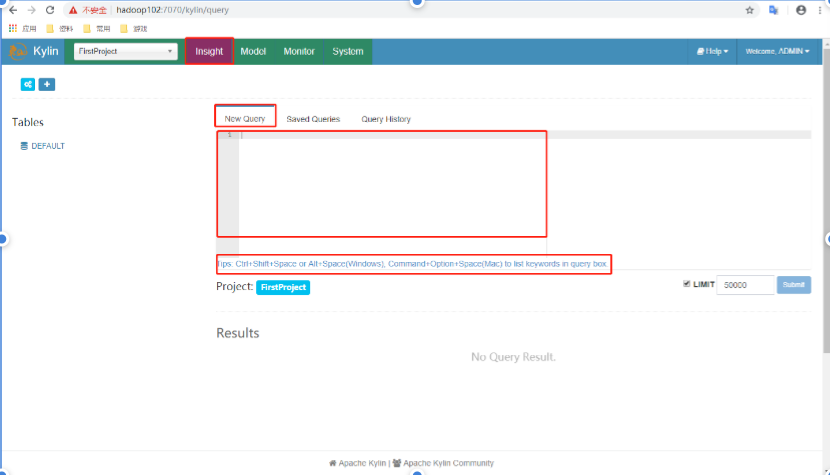 不安全 hadoop102:7070/kylin/query
应用 资料 常用 游戏
Kylin FirstProject Insight Model Monitor System Help Welcome, ADMIN
Tables
DEFAULT
New Query Saved Queries Query History
1
Tips: Ctrl+Shift+Space or Alt+Space(Windows), Command+Option+Space(Mac) to list keywords in query box.
Project: FirstProject
LIMIT 50000 Submit
Results
No Query Result.
Apache Kylin | Apache Kylin Community